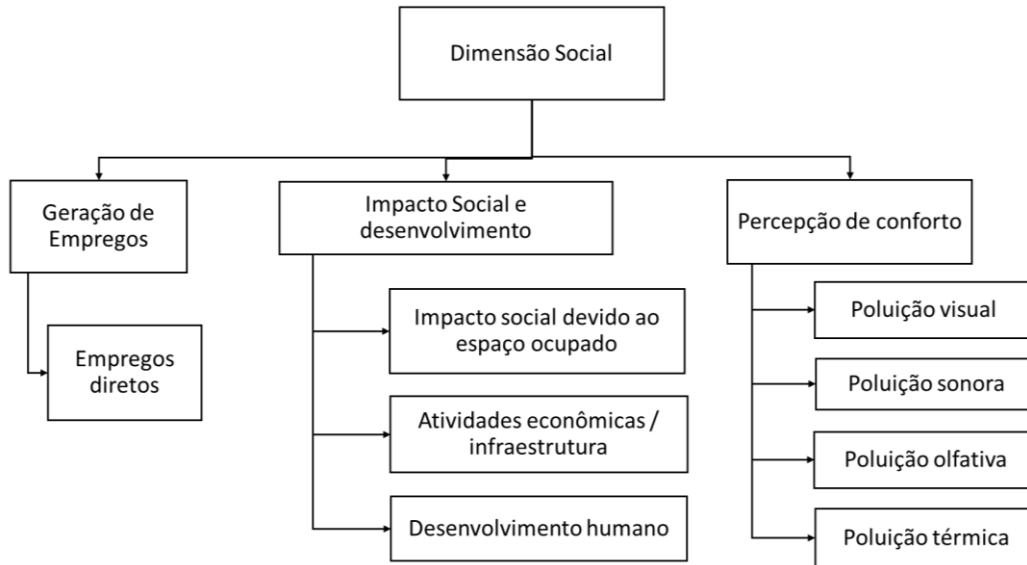 Dimensão Social
Geração de
Empregos
Impacto Social e
desenvolvimento
Percepção de conforto
Empregos
diretos
Impacto social devido ao
espaço ocupado
Atividades econômicas /
infraestrutura
Desenvolvimento humano
Poluição visual
Poluição sonora
Poluição olfativa
Poluição térmica